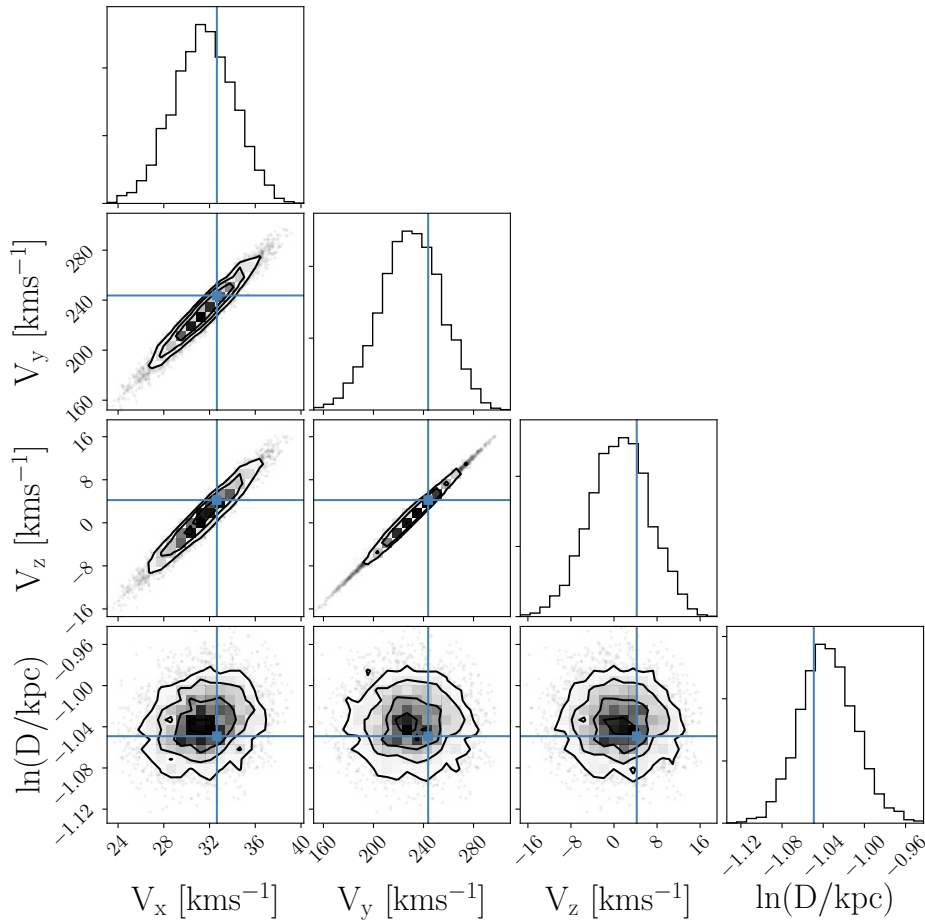 280
240
200
160
V_y [kms⁻¹]
16
8
0
−8
−16
V_z [kms⁻¹]
−0.96
−1.00
−1.04
−1.08
−1.12
ln(D/kpc)
24 28 32 36 40
160 200 240 280
−16 −8 0 8 16
−1.12 −1.08 −1.04 −1.00 −0.96
V_x [kms⁻¹] V_y [kms⁻¹] V_z [kms⁻¹] ln(D/kpc)